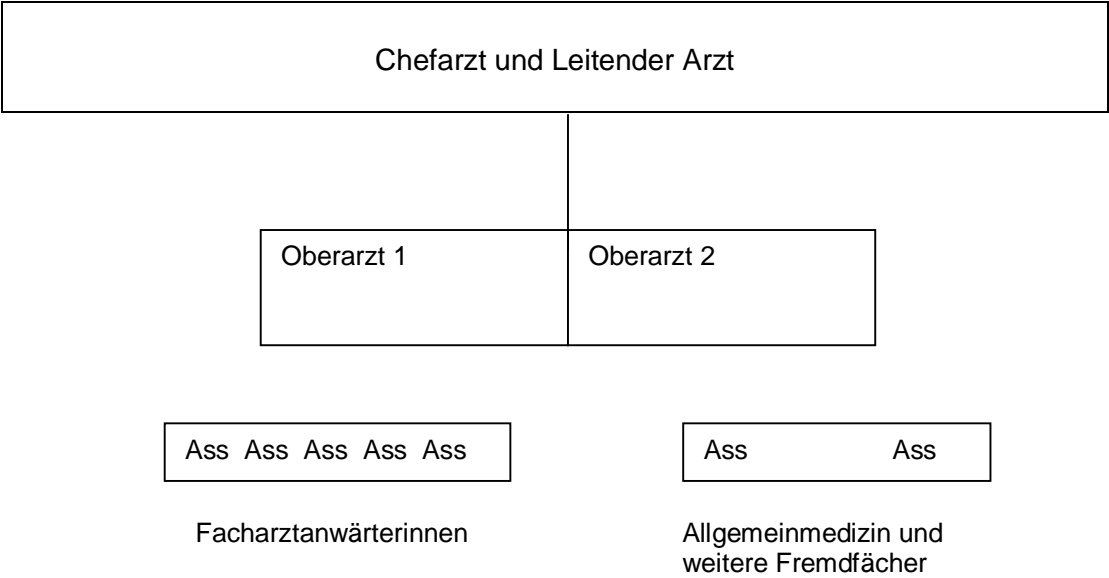 Chefarzt und Leitender Arzt
Oberarzt 1
Oberarzt 2
Ass Ass Ass Ass Ass
Ass Ass
Facharztanwärterinnen
Allgemeinmedizin und
weitere Fremdfächer